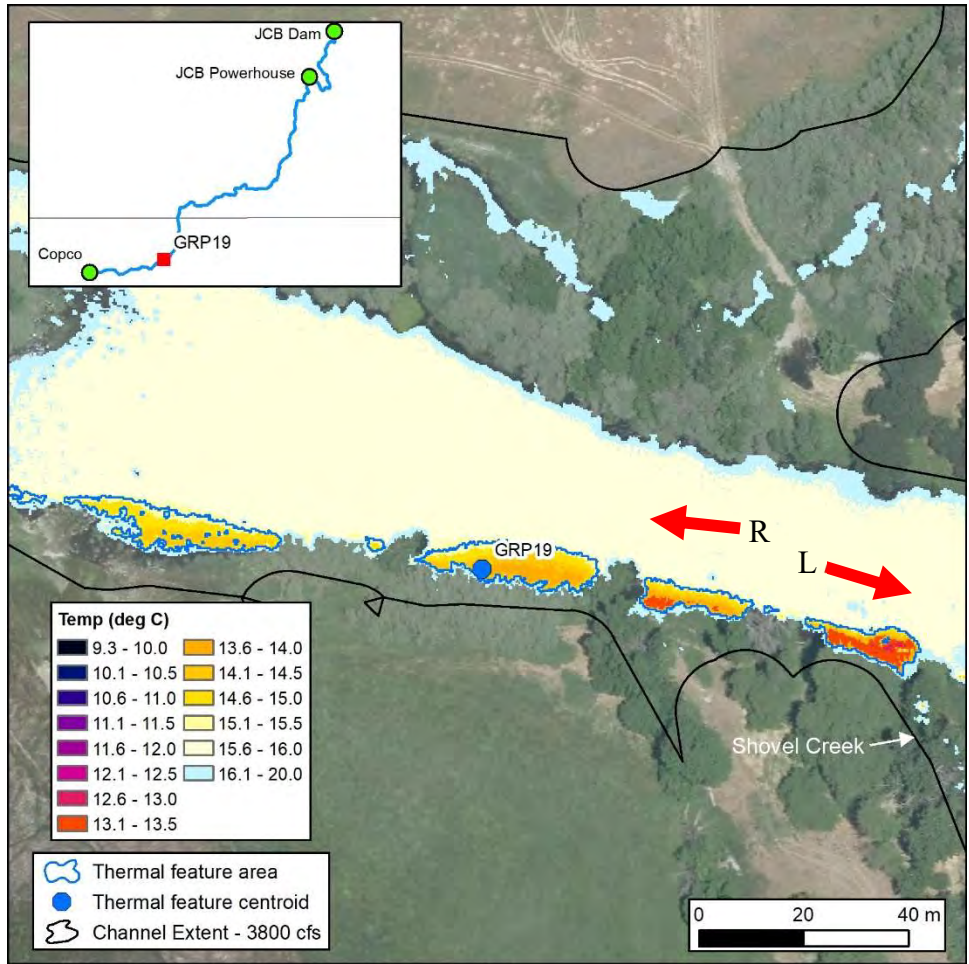 JCB Dam
JCB Powerhouse
GRP19
Copco
R
L
GRP19
Shovel Creek
Temp (deg C)
9.3 - 10.0
10.1 - 10.5
10.6 - 11.0
11.1 - 11.5
11.6 - 12.0
12.1 - 12.5
12.6 - 13.0
13.1 - 13.5
13.6 - 14.0
14.1 - 14.5
14.6 - 15.0
15.1 - 15.5
15.6 - 16.0
16.1 - 20.0
Thermal feature area
Thermal feature centroid
Channel Extent - 3800 cfs
0 20 40 m